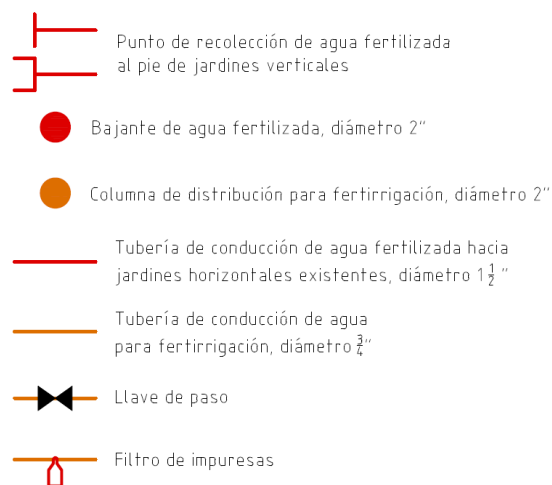 Punto de recolección de agua fertilizada
al pie de jardines verticales
Bajante de agua fertilizada, diámetro 2"
Columna de distribución para fertirrigación, diámetro 2"
Tubería de conducción de agua fertilizada hacia
jardines horizontales existentes, diámetro 1 1/2 "
Tubería de conducción de agua
para fertirrigación, diámetro 3/4"
Llave de paso
Filtro de impuresas